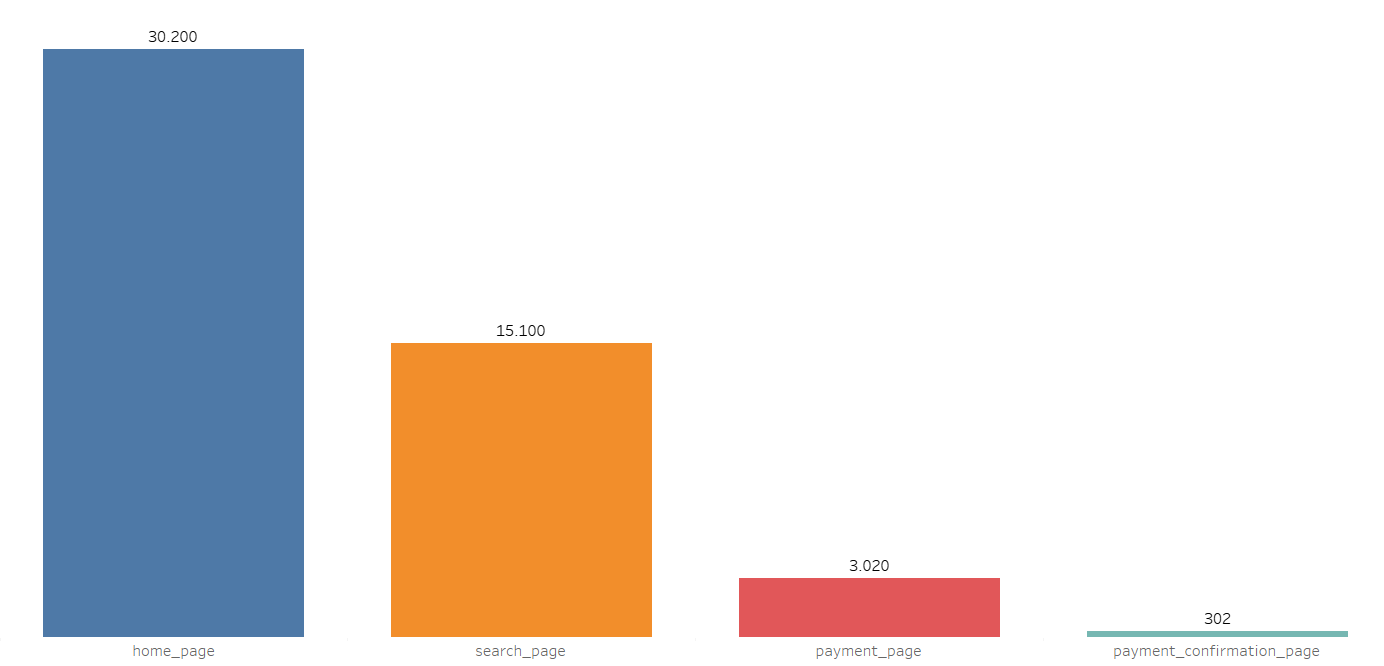 30.200
15.100
3.020
302
home_page
search_page
payment_page
payment_confirmation_page